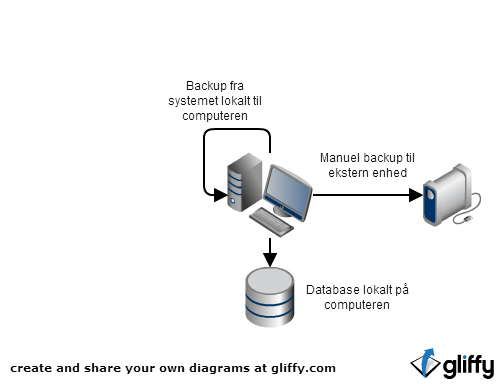 Backup fra
systemet lokalt til
computeren
Manuel backup til
ekstern enhed
Database lokalt på
computeren
create and share your own diagrams at gliffy.com
gliffy